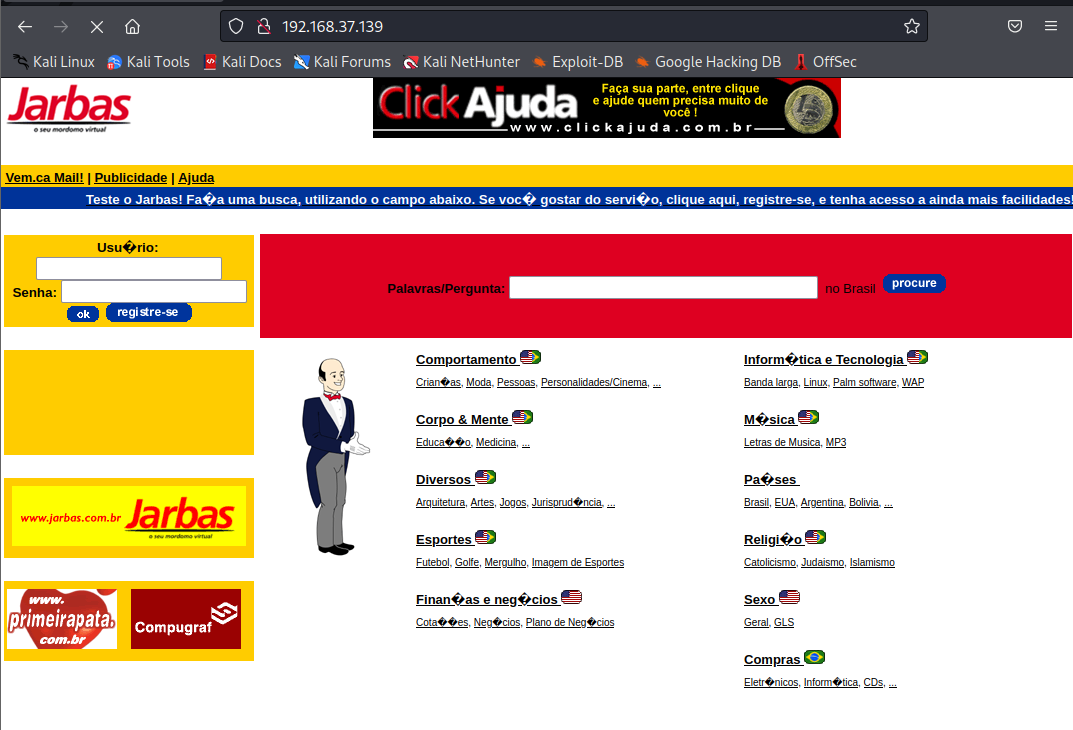 192.168.37.139
Kali Linux Kali Tools Kali Docs Kali Forums Kali NetHunter Exploit-DB Google Hacking DB OffSec
Jarbas
o seu mordomo virtual
ClickAjuda
Faça sua parte, entre clique
e ajude quem precisa muito de
você !
www.clickajuda.com.br
Vem.ca Mail! | Publicidade | Ajuda
Teste o Jarbas! Fa�a uma busca, utilizando o campo abaixo. Se voc� gostar do servi�o, clique aqui, registre-se, e tenha acesso a ainda mais facilidades!
Usu�rio:
Senha:
ok registre-se
Palavras/Pergunta: no Brasil procure
www.jarbas.com.br Jarbas
o seu mordomo virtual
www.
primeirapata.
com.br
Compugraf
Comportamento
Crian�as, Moda, Pessoas, Personalidades/Cinema, ...
Corpo & Mente
Educa��o, Medicina, ...
Diversos
Arquitetura, Artes, Jogos, Jurisprud�ncia, ...
Esportes
Futebol, Golfe, Mergulho, Imagem de Esportes
Finan�as e neg�cios
Cota��es, Neg�cios, Plano de Neg�cios
Inform�tica e Tecnologia
Banda larga, Linux, Palm software, WAP
M�sica
Letras de Musica, MP3
Pa�ses
Brasil, EUA, Argentina, Bolivia, ...
Religi�o
Catolicismo, Judaismo, Islamismo
Sexo
Geral, GLS
Compras
Eletr�nicos, Inform�tica, CDs, ...